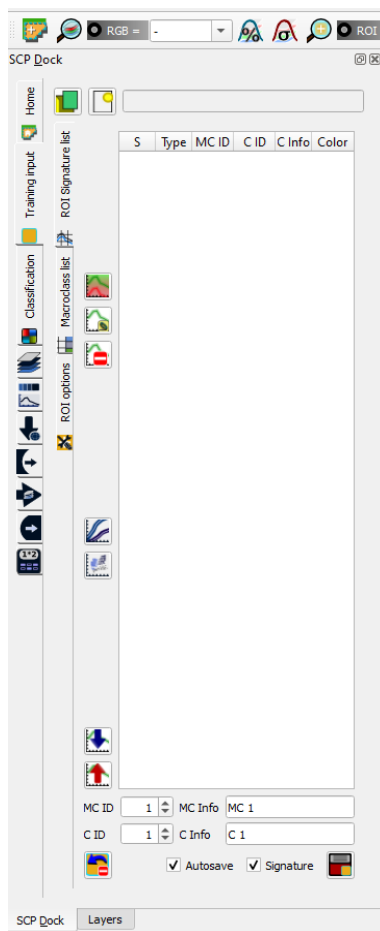 RGB = -
ROI
SCP Dock
Home
Training input
Classification
ROI Signature list
Macroclass list
ROI options
S Type MC ID C ID C Info Color
MC ID 1 MC Info MC 1
C ID 1 C Info C 1
Autosave Signature
SCP Dock Layers